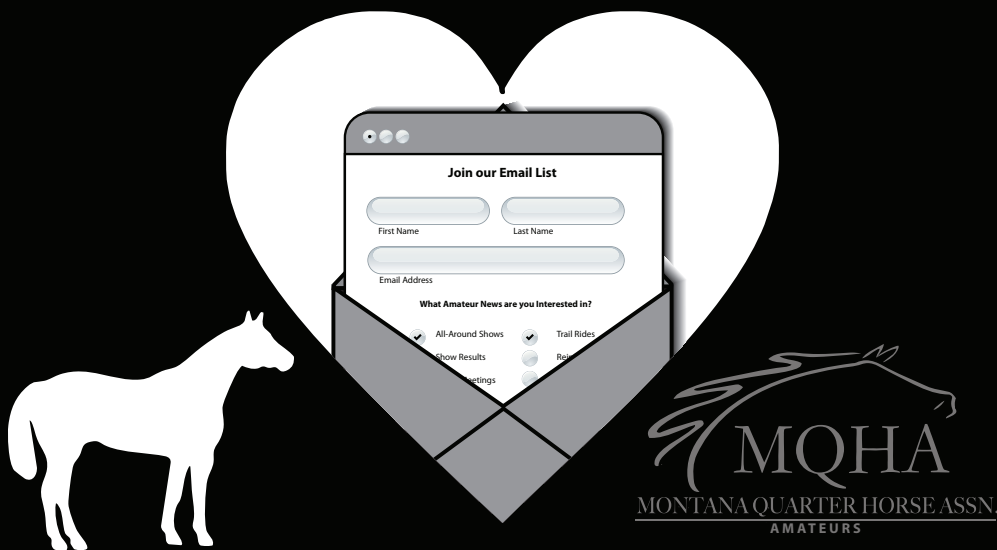 Join our Email List
First Name Last Name
Email Address
What Amateur News are you Interested in?
All-Around Shows Trail Rides
Show Results
MQHA
MONTANA QUARTER HORSE ASSN.
AMATEURS